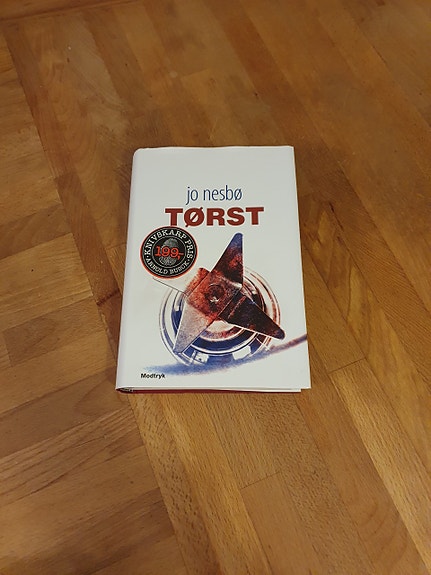 jo nesbø
TØRST
KNIVSKARP PRIS
199,-
ARNOLD BUSCK
Modtryk